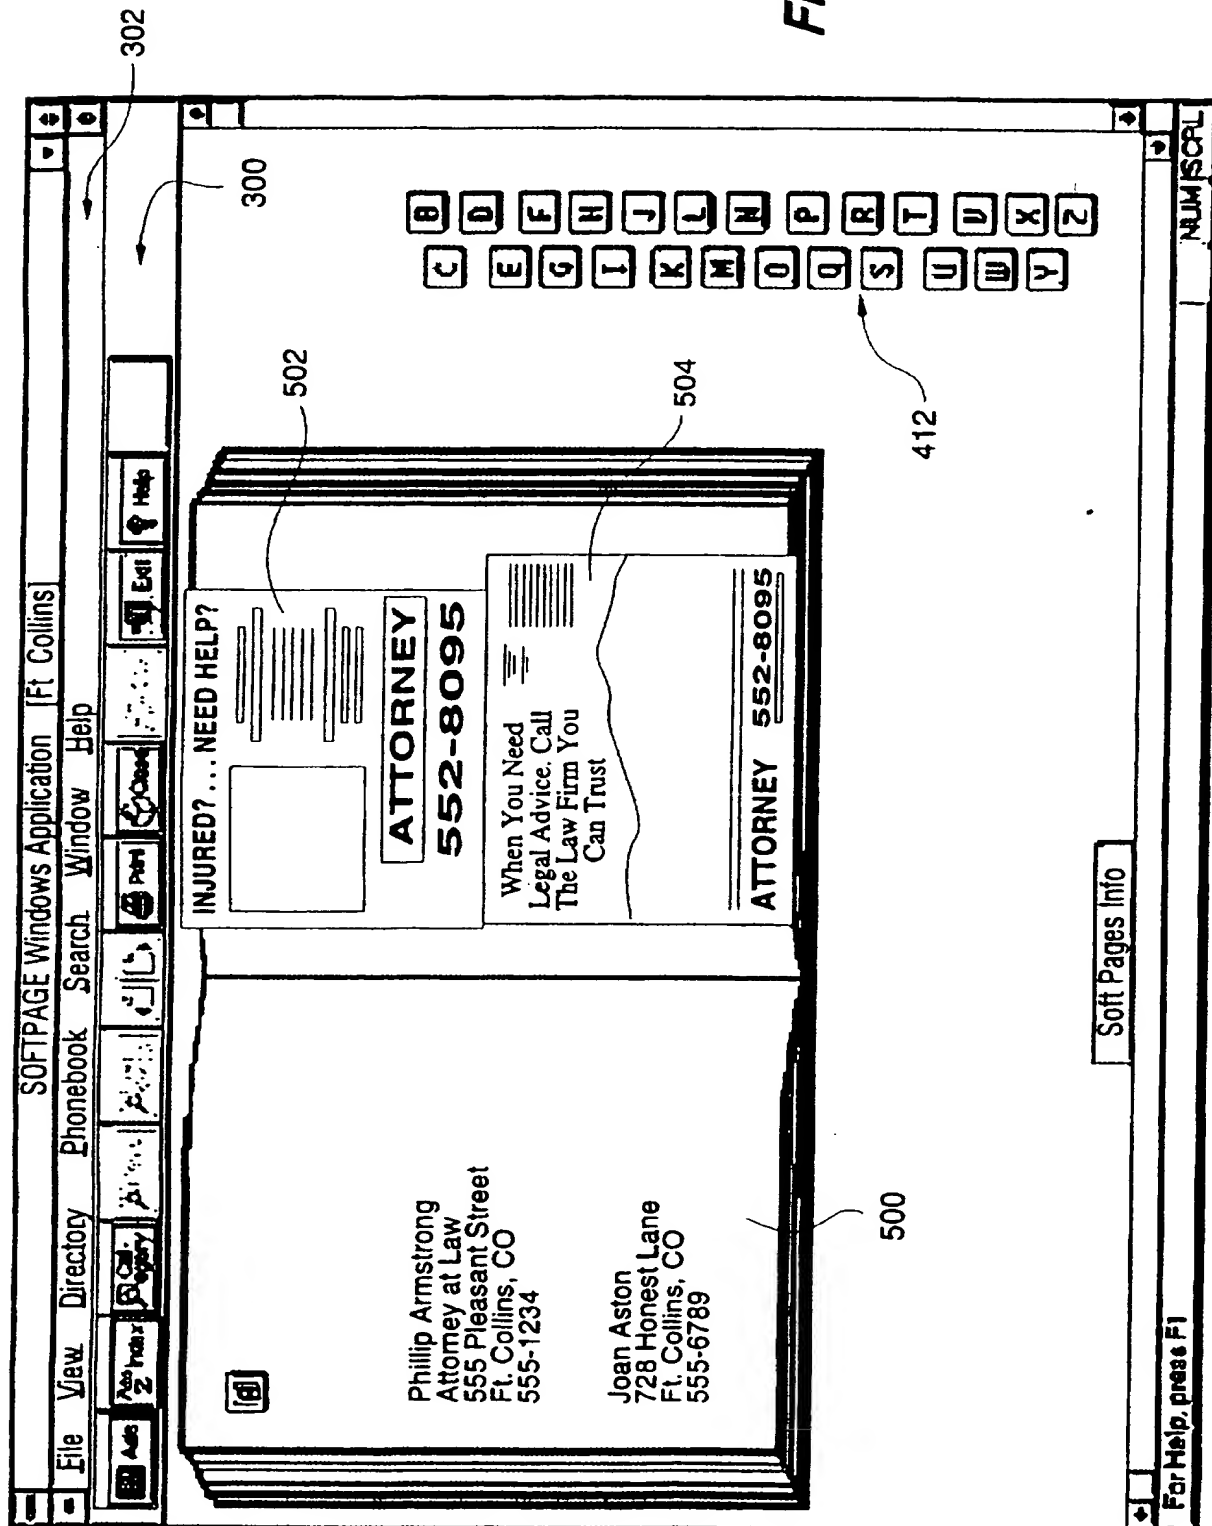 302
SOFTPAGE Windows Application [Ft Collins]
File View Directory Phonebook Search Window Help
300
Ads
Index
Print
Close
Exit
Help
INJURED?... NEED HELP?
502
ATTORNEY
552-8095
When You Need
Legal Advice. Call
The Law Firm You
Can Trust
504
ATTORNEY 552-8095
Phillip Armstrong
Attorney at Law
555 Pleasant Street
Ft. Collins, CO
555-1234
Joan Aston
728 Honest Lane
Ft. Collins, CO
555-6789
500
B D F H J L N P R T V X Z
C E G I K M O Q S U W Y
412
Soft Pages Info
For Help, press F1
NUM SCRL